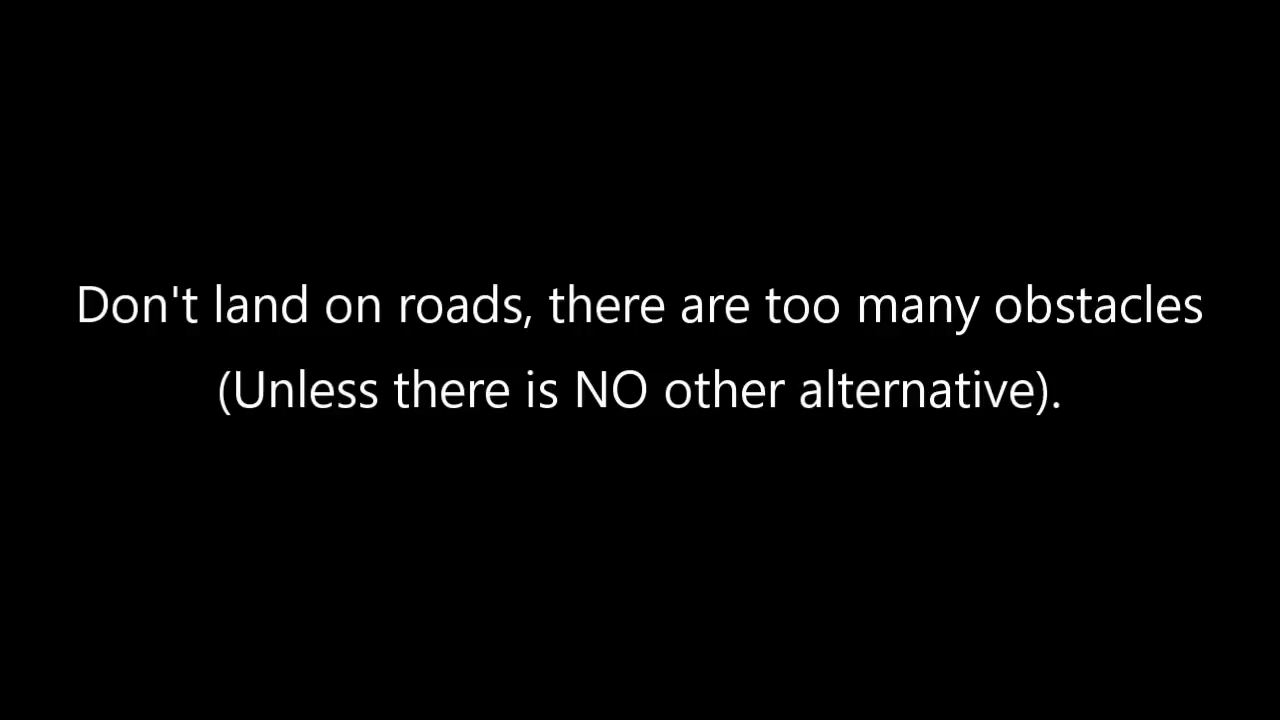 Don't land on roads, there are too many obstacles
(Unless there is NO other alternative).